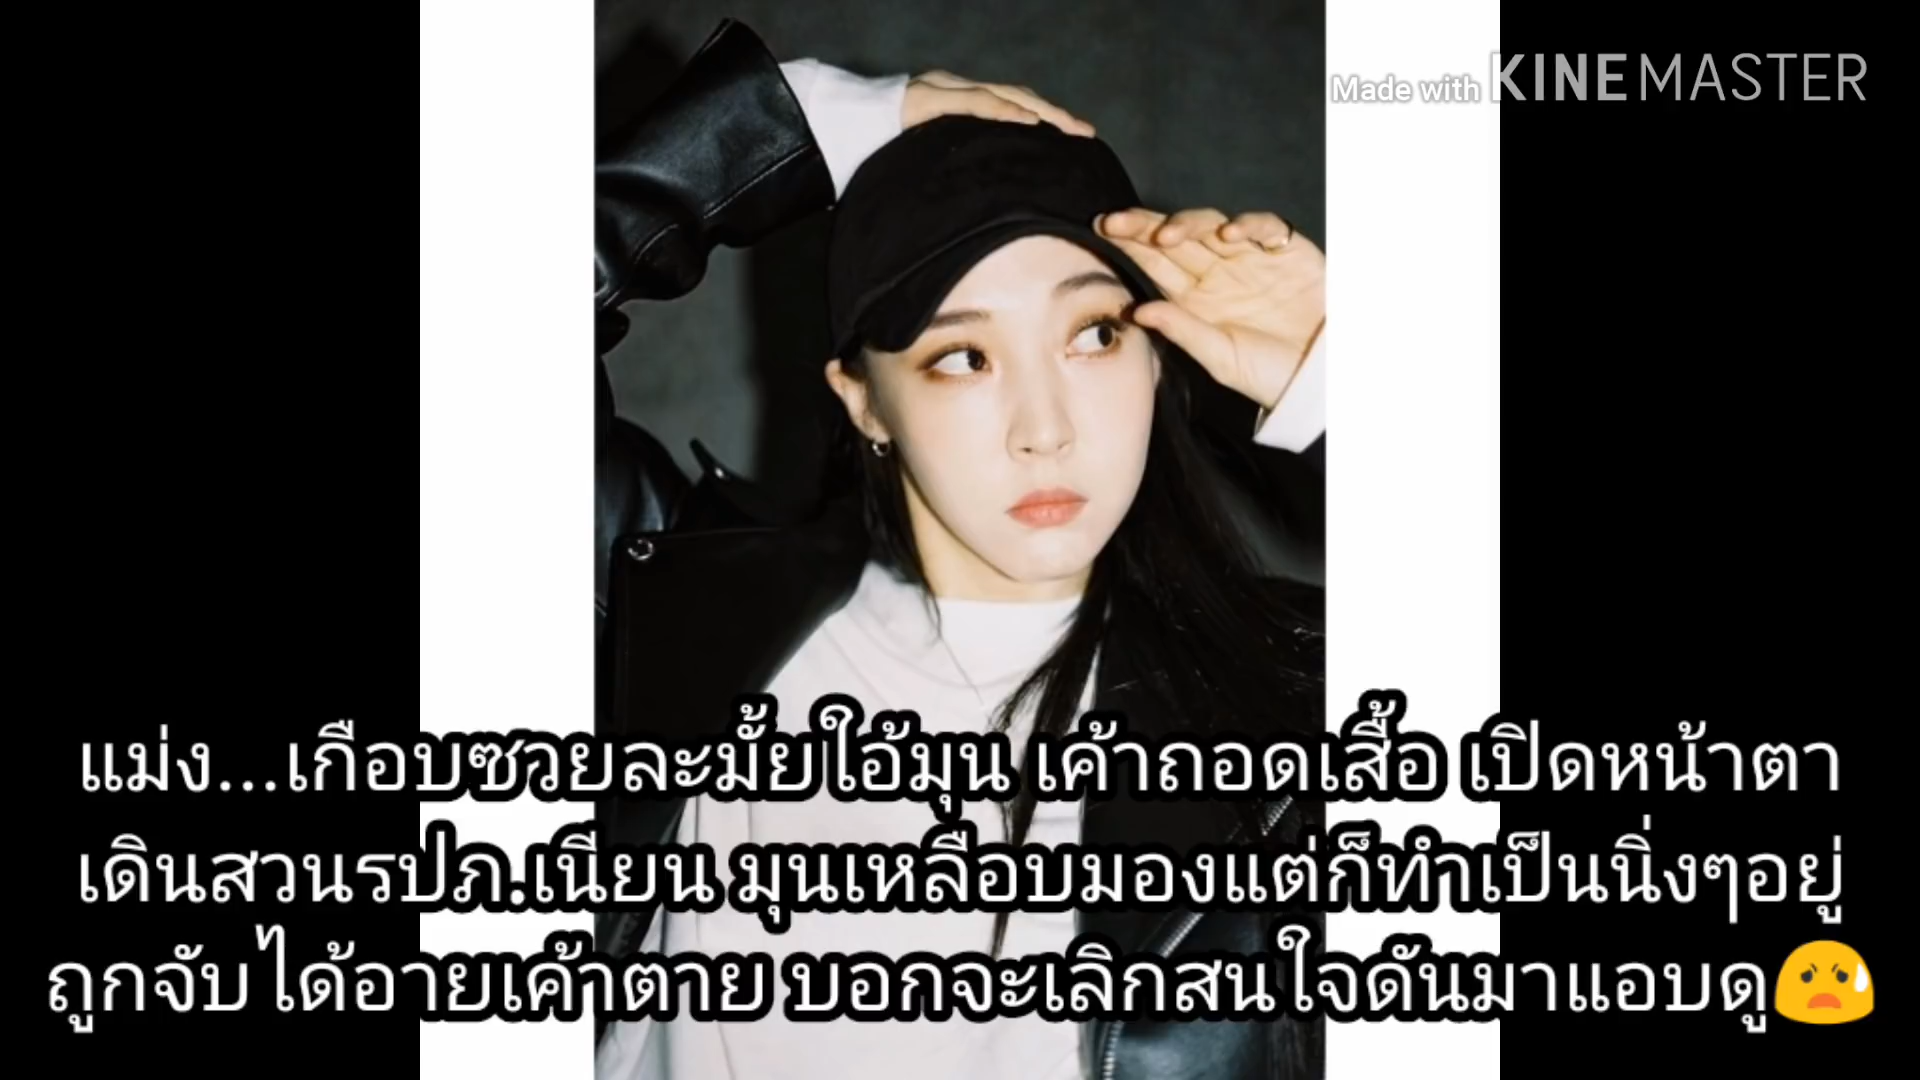 Made with KINEMASTER
แม่ง...เกือบซวยละมั้ยใอ้มุน เค้าถอดเสื้อ เปิดหน้าตา
เดินสวนรปภ.เนียน มุนเหลือบมองแต่ก็ทำเป็นนิ่งๆอยู่
ถูกจับได้อายเค้าตาย บอกจะเลิกสนใจดันมาแอบดู😧